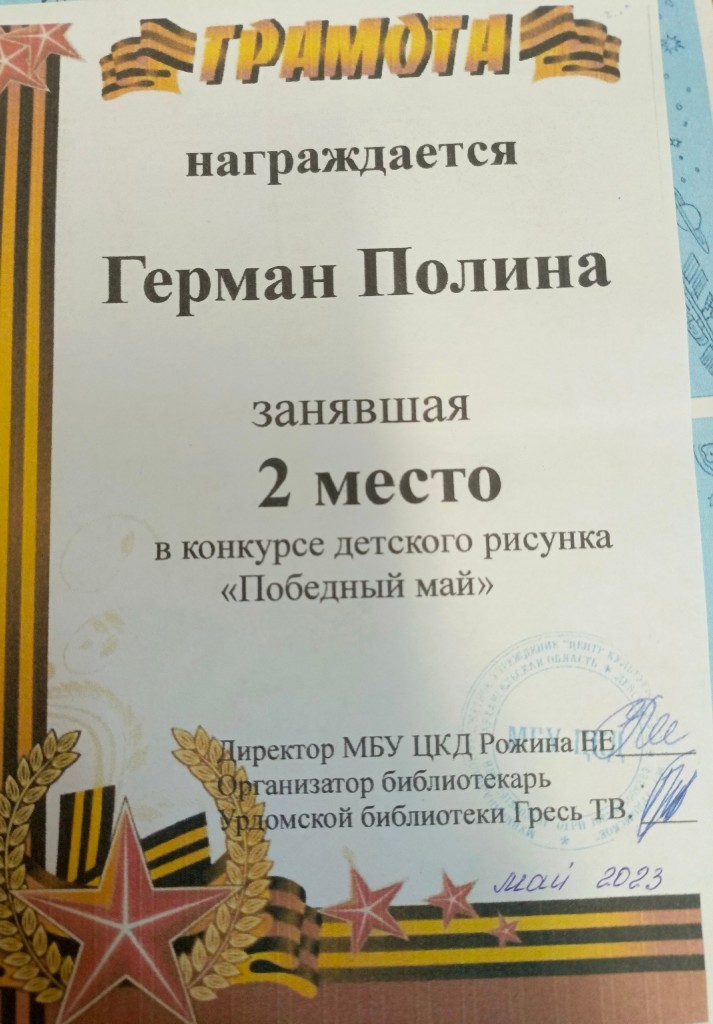 ГРАМОТА
награждается
Герман Полина
занявшая
2 место
в конкурсе детского рисунка
«Победный май»
Директор МБУ ЦКД Рожина ВЕ
Организатор библиотекарь
Урдомской библиотеки Гресь ТВ.
май 2023